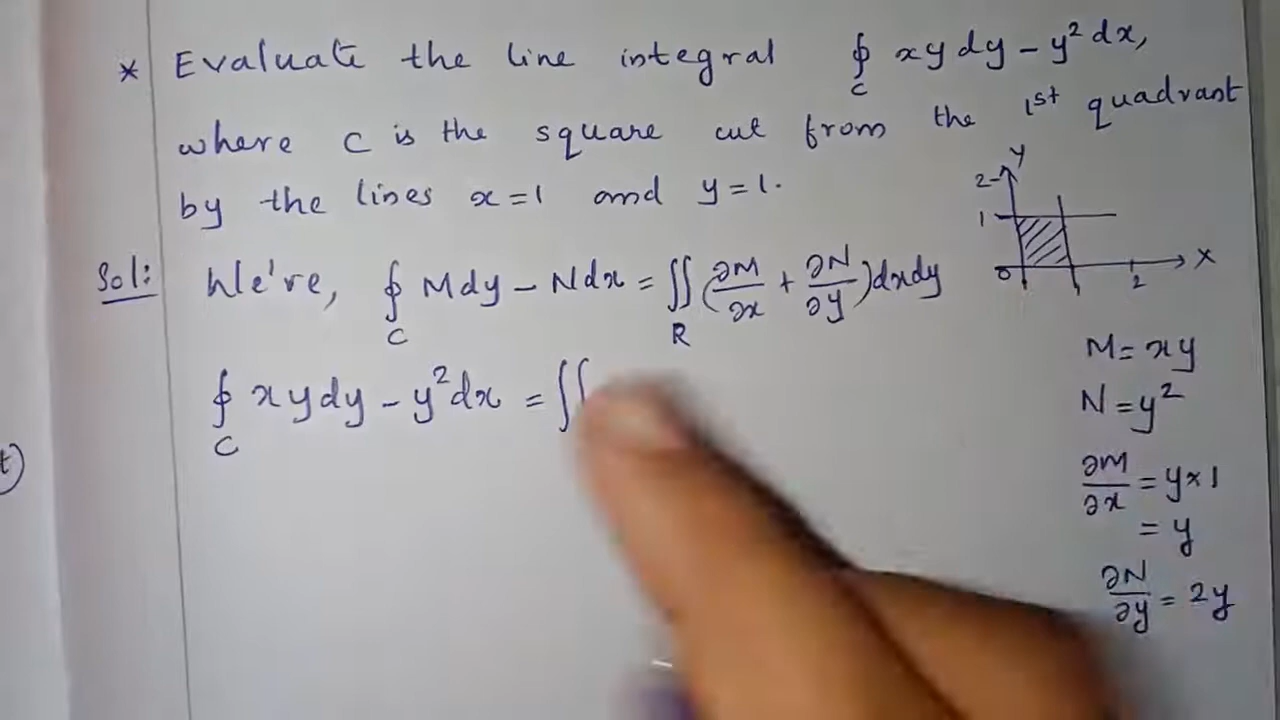 * Evaluate the line integral ∮_C xy dy - y² dx,
where C is the square cut from the 1st quadrant
by the lines x=1 and y=1.
y
2
1
0
1
2
x
Sol: We're, ∮_C M dy - N dx = ∬_R (∂M/∂x + ∂N/∂y) dx dy
∮_C xy dy - y² dx = ∬
M = xy
N = y²
∂M/∂x = y × 1
= y
∂N/∂y = 2y
t)